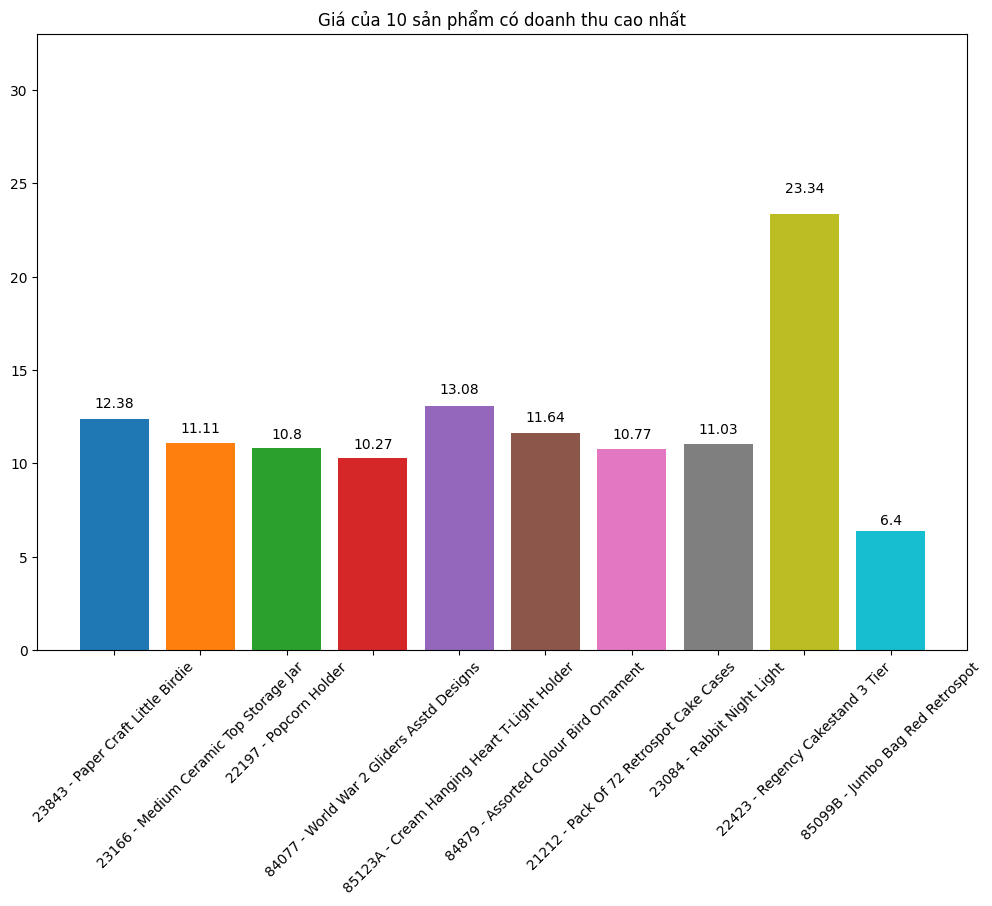 Giá của 10 sản phẩm có doanh thu cao nhất
30
25
20
15
10
5
0
12.38
11.11
10.8
10.27
13.08
11.64
10.77
11.03
23.34
6.4
23843 - Paper Craft Little Birdie
23166 - Medium Ceramic Top Storage Jar
22197 - Popcorn Holder
84077 - World War 2 Gliders Asstd Designs
85123A - Cream Hanging Heart T-Light Holder
84879 - Assorted Colour Bird Ornament
21212 - Pack Of 72 Retrospot Cake Cases
23084 - Rabbit Night Light
22423 - Regency Cakestand 3 Tier
85099B - Jumbo Bag Red Retrospot